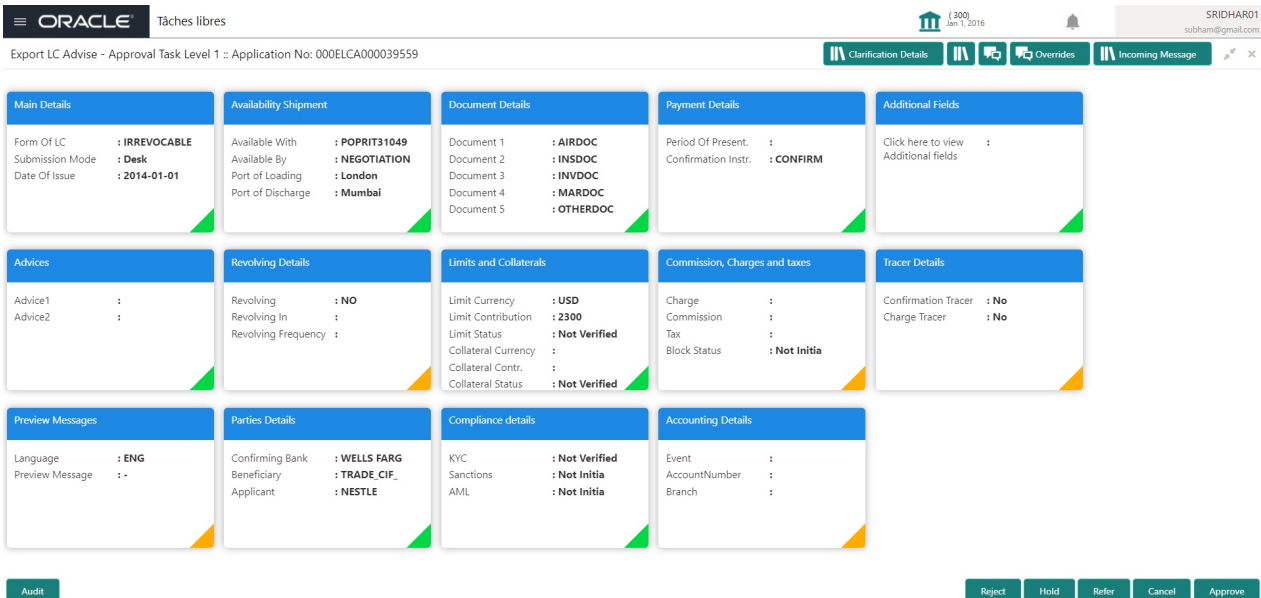 ≡ ORACLE Tâches libres ( 300) SRIDHAR01
Jan 1, 2016 subham@gmail.com
Export LC Advise - Approval Task Level 1 :: Application No: 000ELCA000039559 Clarification Details Overrides Incoming Message
Main Details
Form Of LC : IRREVOCABLE
Submission Mode : Desk
Date Of Issue : 2014-01-01
Availability Shipment
Available With : POPRIT31049
Available By : NEGOTIATION
Port of Loading : London
Port of Discharge : Mumbai
Document Details
Document 1 : AIRDOC
Document 2 : INSDOC
Document 3 : INVDOC
Document 4 : MARDOC
Document 5 : OTHERDOC
Payment Details
Period Of Present. :
Confirmation Instr. : CONFIRM
Additional Fields
Click here to view :
Additional fields
Advices
Advice1 :
Advice2 :
Revolving Details
Revolving : NO
Revolving In :
Revolving Frequency :
Limits and Collaterals
Limit Currency : USD
Limit Contribution : 2300
Limit Status : Not Verified
Collateral Currency :
Collateral Contr. :
Collateral Status : Not Verified
Commission, Charges and taxes
Charge :
Commission :
Tax :
Block Status : Not Initia
Tracer Details
Confirmation Tracer : No
Charge Tracer : No
Preview Messages
Language : ENG
Preview Message : -
Parties Details
Confirming Bank : WELLS FARG
Beneficiary : TRADE_CIF_
Applicant : NESTLE
Compliance details
KYC : Not Verified
Sanctions : Not Initia
AML : Not Initia
Accounting Details
Event :
AccountNumber :
Branch :
Audit Reject Hold Refer Cancel Approve